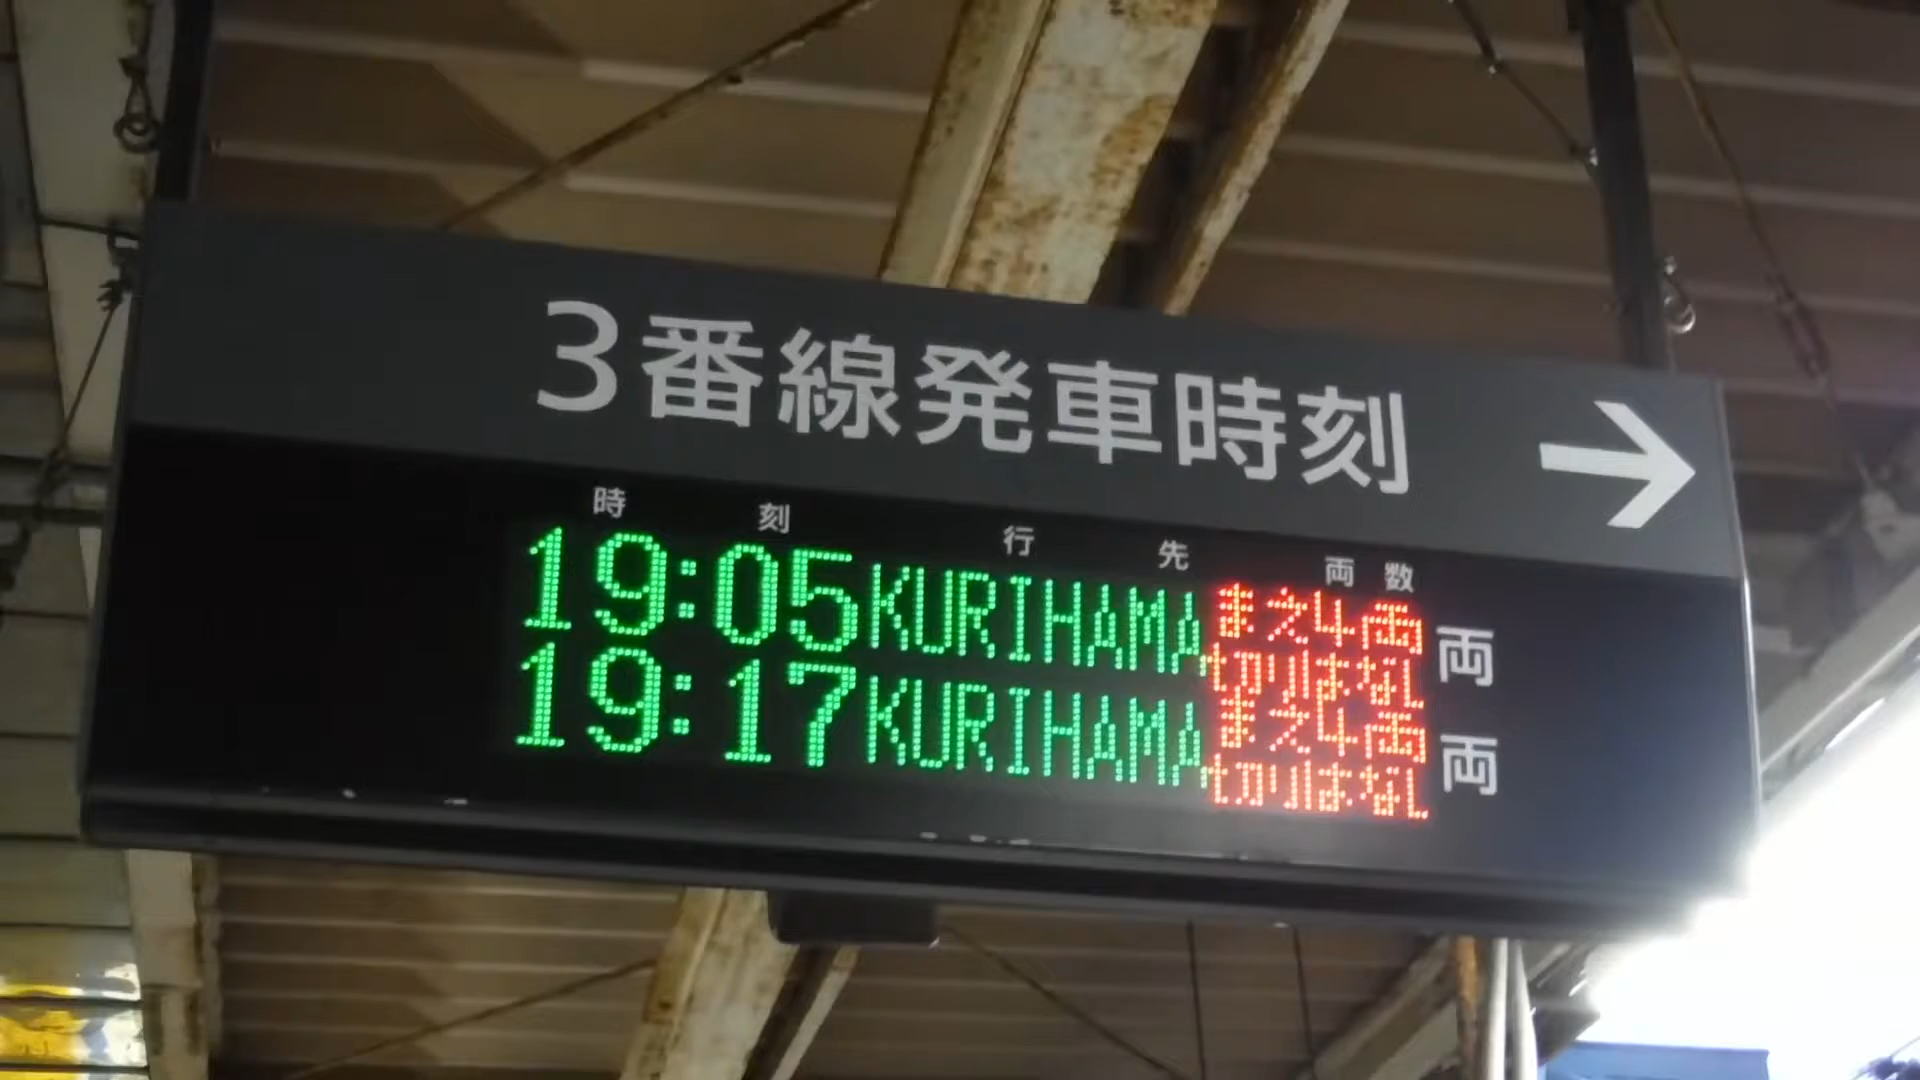 3番線発車時刻 →
時刻 行先 両数
19:05 KURIHAMA まえ4両 両
切りはなし
19:17 KURIHAMA まえ4両 両
切りはなし